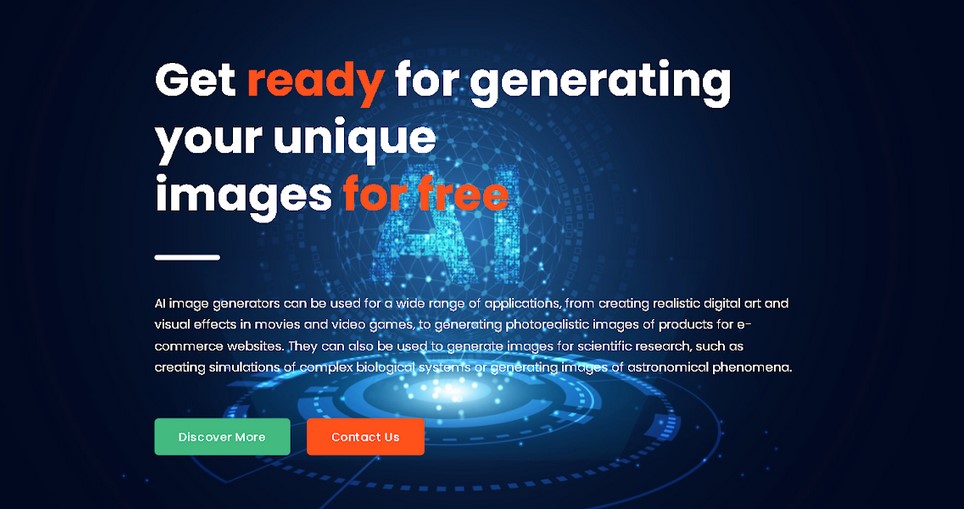 Get ready for generating
your unique
images for free
AI
AI image generators can be used for a wide range of applications, from creating realistic digital art and
visual effects in movies and video games, to generating photorealistic images of products for e-
commerce websites. They can also be used to generate images for scientific research, such as
creating simulations of complex biological systems or generating images of astronomical phenomena.
Discover More
Contact Us